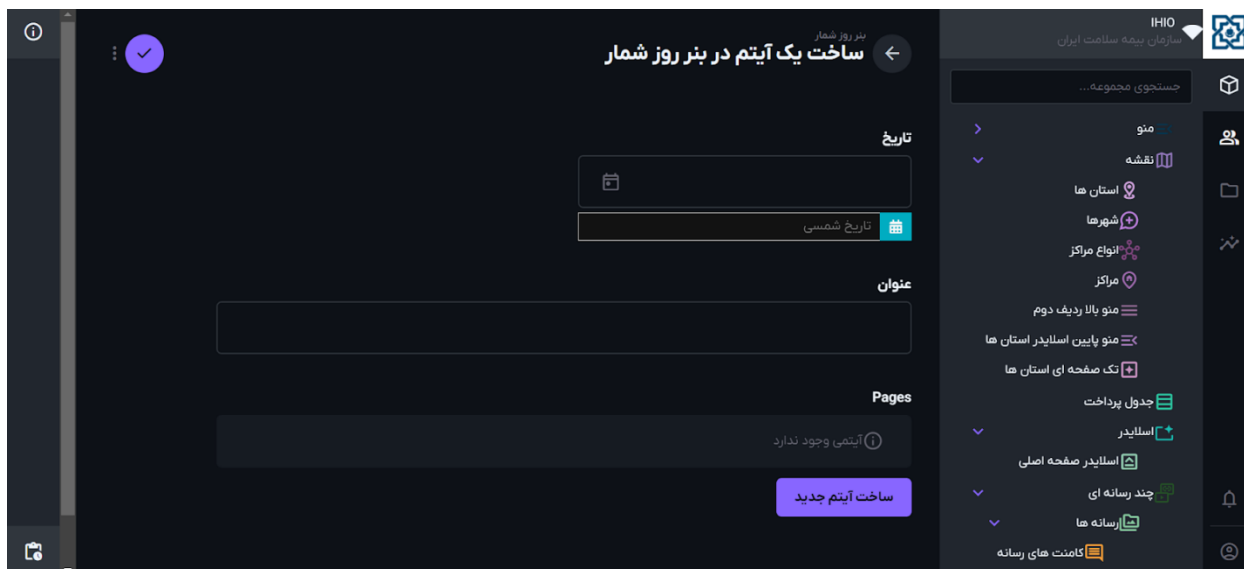 IHIO
سازمان بیمه سلامت ایران
جستجوی مجموعه...
منو
نقشه
استان ها
شهرها
انواع مراکز
مراکز
منو بالا ردیف دوم
منو پایین اسلایدر استان ها
تک صفحه ای استان ها
جدول پرداخت
اسلایدر
اسلایدر صفحه اصلی
چند رسانه ای
رسانه ها
کامنت های رسانه
بنر روز شمار
ساخت یک آیتم در بنر روز شمار
تاریخ
تاریخ شمسی
عنوان
Pages
آیتمی وجود ندارد
ساخت آیتم جدید